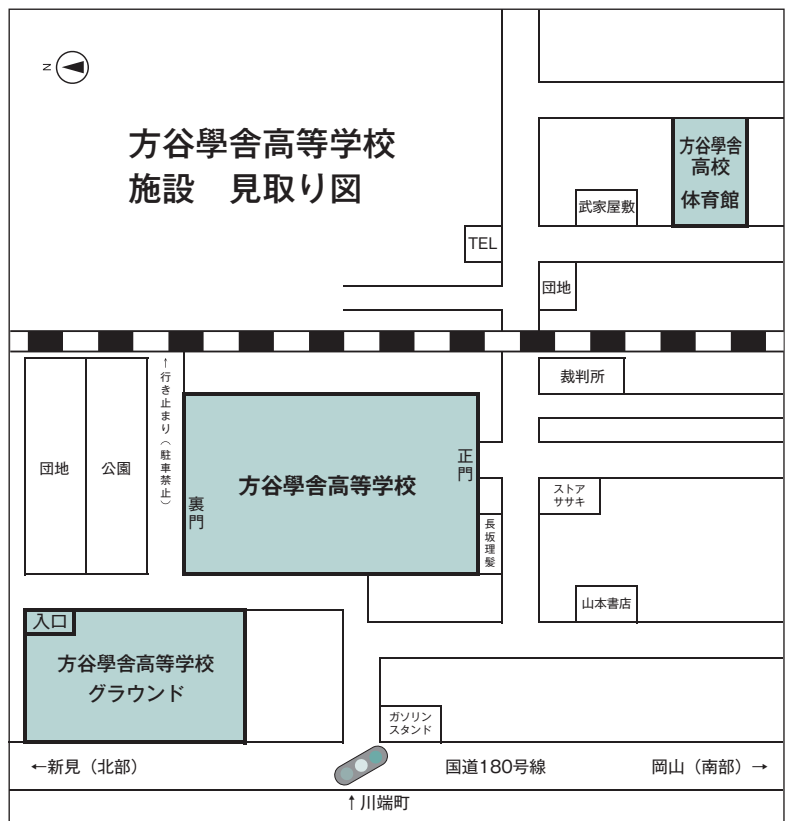 N
方谷學舍高等学校
施設　見取り図
方谷學舍
高校
体育館
武家屋敷
TEL
団地
裁判所
↑行き止まり（駐車禁止）
団地
公園
方谷學舍高等学校
正門
裏門
長坂理髪
ストア
ササキ
山本書店
入口
方谷學舍高等学校
グラウンド
ガソリン
スタンド
←新見（北部）
国道180号線
岡山（南部）→
↑川端町